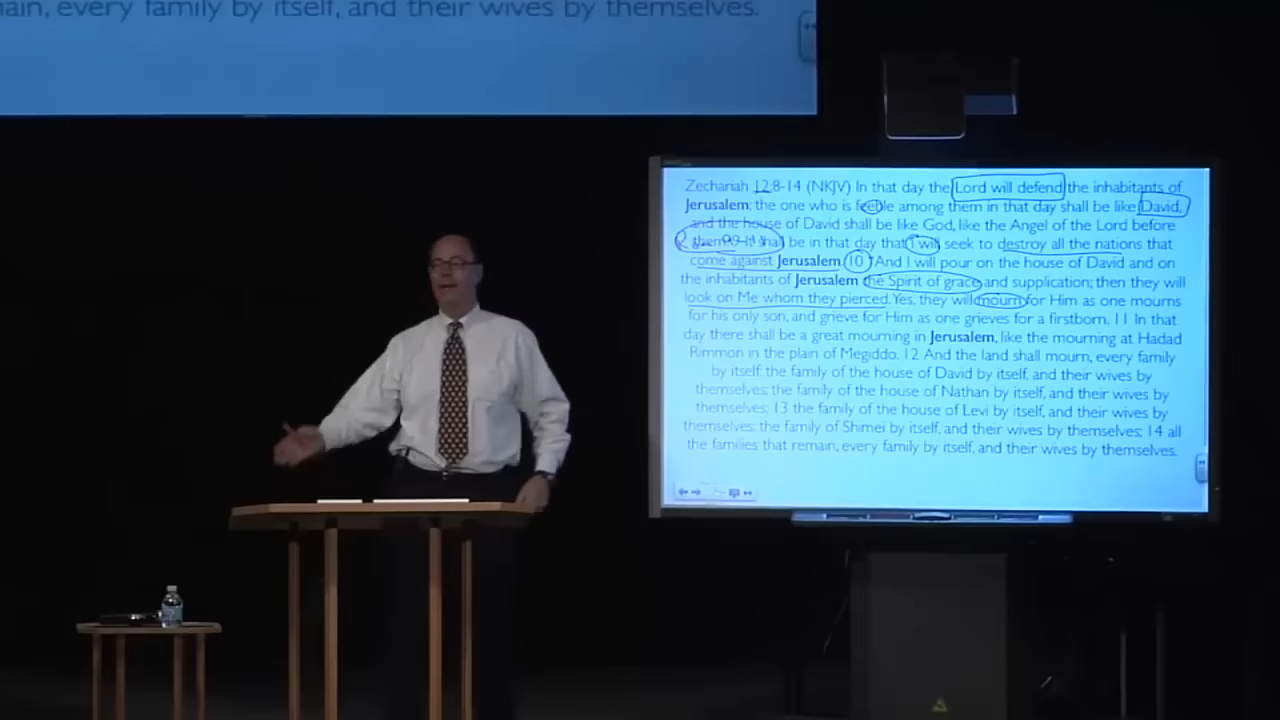 ain, every family by itself, and their wives by themselves.
Zechariah 12:8-14 (NKJV) In that day the Lord will defend the inhabitants of
Jerusalem; the one who is feeble among them in that day shall be like David,
and the house of David shall be like God, like the Angel of the Lord before
them. 9 It shall be in that day that I will seek to destroy all the nations that
come against Jerusalem. 10 "And I will pour on the house of David and on
the inhabitants of Jerusalem the Spirit of grace and supplication; then they will
look on Me whom they pierced. Yes, they will mourn for Him as one mourns
for his only son, and grieve for Him as one grieves for a firstborn. 11 In that
day there shall be a great mourning in Jerusalem, like the mourning at Hadad
Rimmon in the plain of Megiddo. 12 And the land shall mourn, every family
by itself: the family of the house of David by itself, and their wives by
themselves; the family of the house of Nathan by itself, and their wives by
themselves; 13 the family of the house of Levi by itself, and their wives by
themselves; the family of Shimei by itself, and their wives by themselves; 14 all
the families that remain, every family by itself, and their wives by themselves.